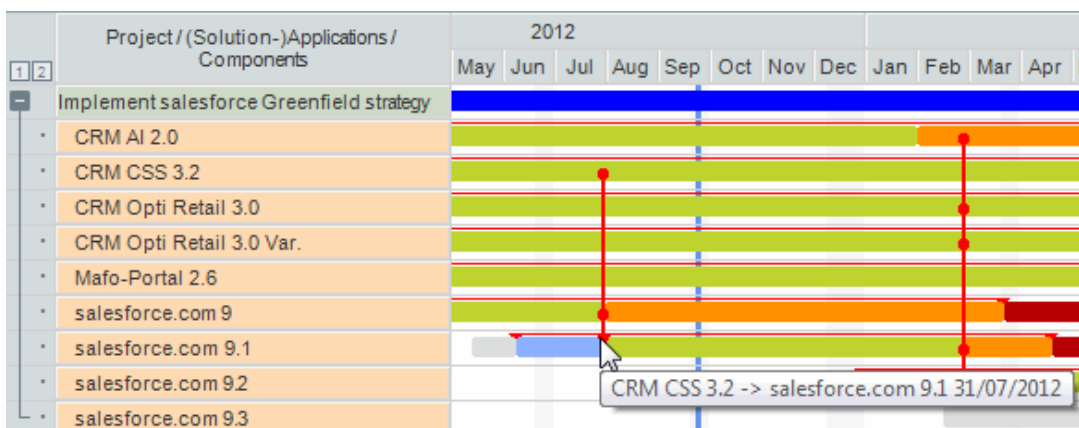 2012
Project / (Solution-)Applications /
Components
1 2
May Jun Jul Aug Sep Oct Nov Dec Jan Feb Mar Apr
Implement salesforce Greenfield strategy
CRM AI 2.0
CRM CSS 3.2
CRM Opti Retail 3.0
CRM Opti Retail 3.0 Var.
Mafo-Portal 2.6
salesforce.com 9
salesforce.com 9.1
salesforce.com 9.2
CRM CSS 3.2 -> salesforce.com 9.1 31/07/2012
salesforce.com 9.3